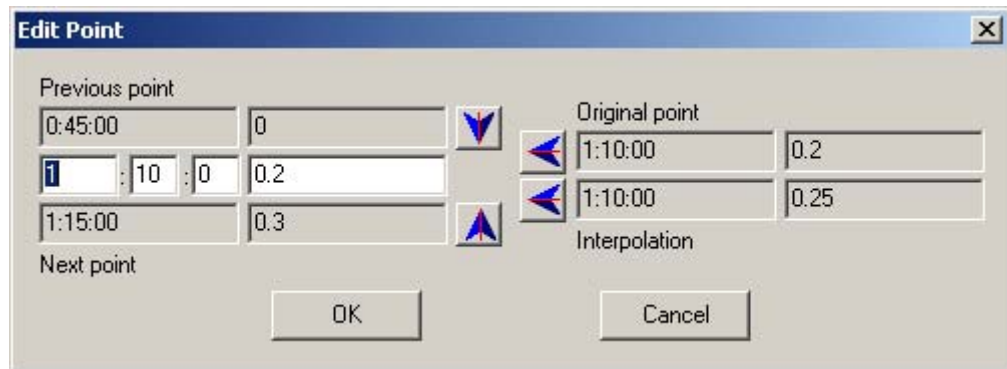 Edit Point
Previous point
0:45:00 0
Original point
1:10:00 0.2
1 : 10 : 0 0.2
1:10:00 0.25
1:15:00 0.3
Interpolation
Next point
OK Cancel